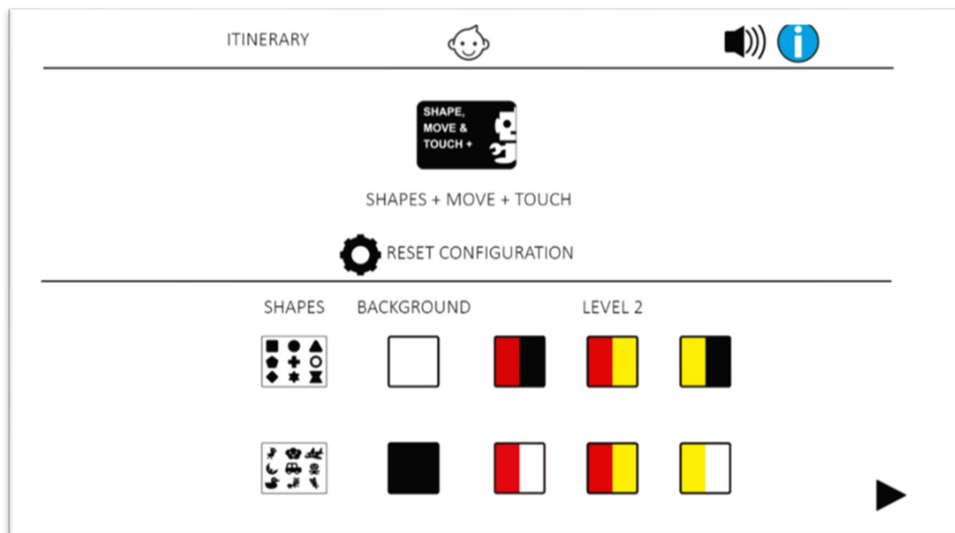 ITINERARY
SHAPE,
MOVE &
TOUCH +
SHAPES + MOVE + TOUCH
RESET CONFIGURATION
SHAPES BACKGROUND LEVEL 2